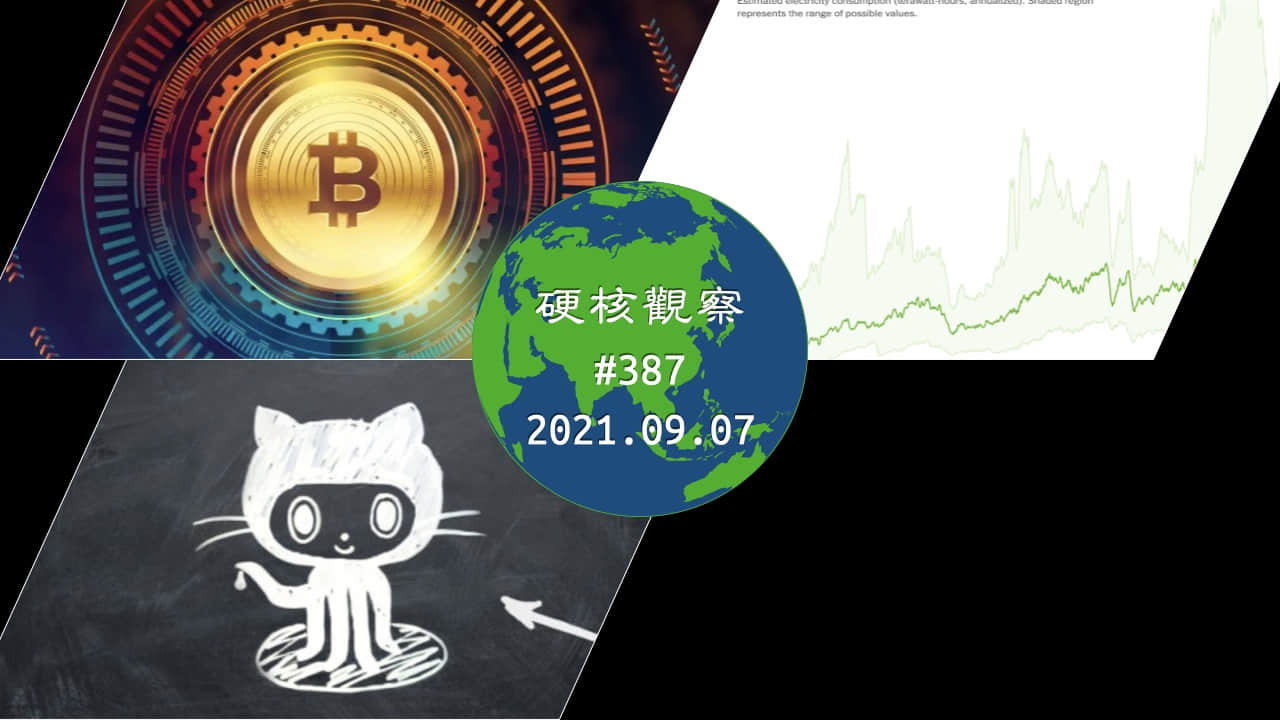 Estimated electricity consumption (terawatt-hours, annualized). Shaded region
represents the range of possible values.
硬核觀察
#387
2021.09.07